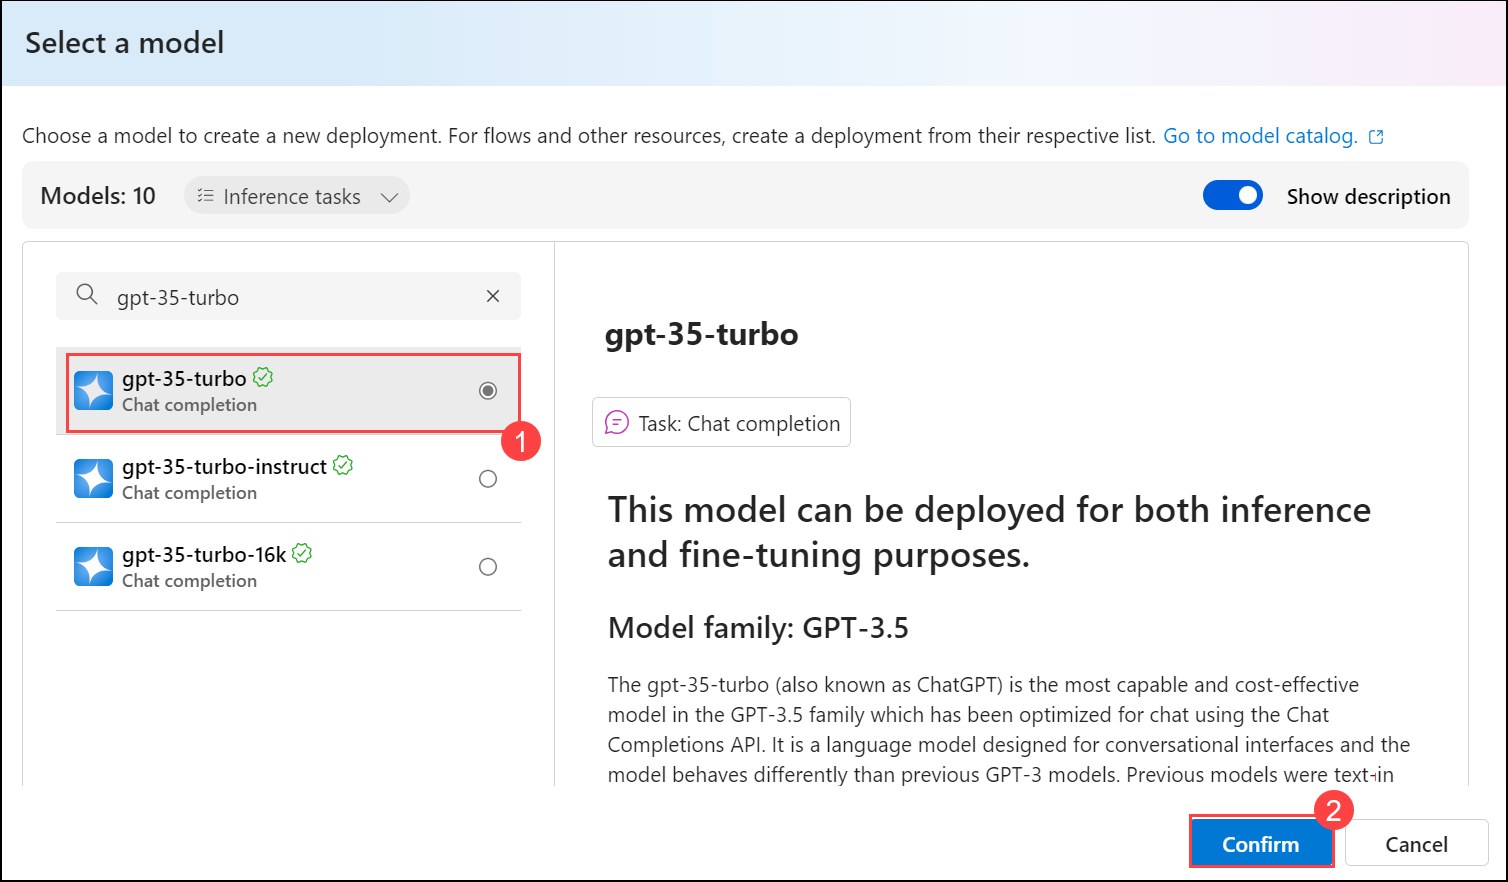 Select a model
Choose a model to create a new deployment. For flows and other resources, create a deployment from their respective list. Go to model catalog.
Models: 10
Inference tasks
Show description
gpt-35-turbo
gpt-35-turbo
Chat completion
1
gpt-35-turbo-instruct
Chat completion
gpt-35-turbo-16k
Chat completion
gpt-35-turbo
Task: Chat completion
This model can be deployed for both inference
and fine-tuning purposes.
Model family: GPT-3.5
The gpt-35-turbo (also known as ChatGPT) is the most capable and cost-effective
model in the GPT-3.5 family which has been optimized for chat using the Chat
Completions API. It is a language model designed for conversational interfaces and the
model behaves differently than previous GPT-3 models. Previous models were text-in
2
Confirm
Cancel